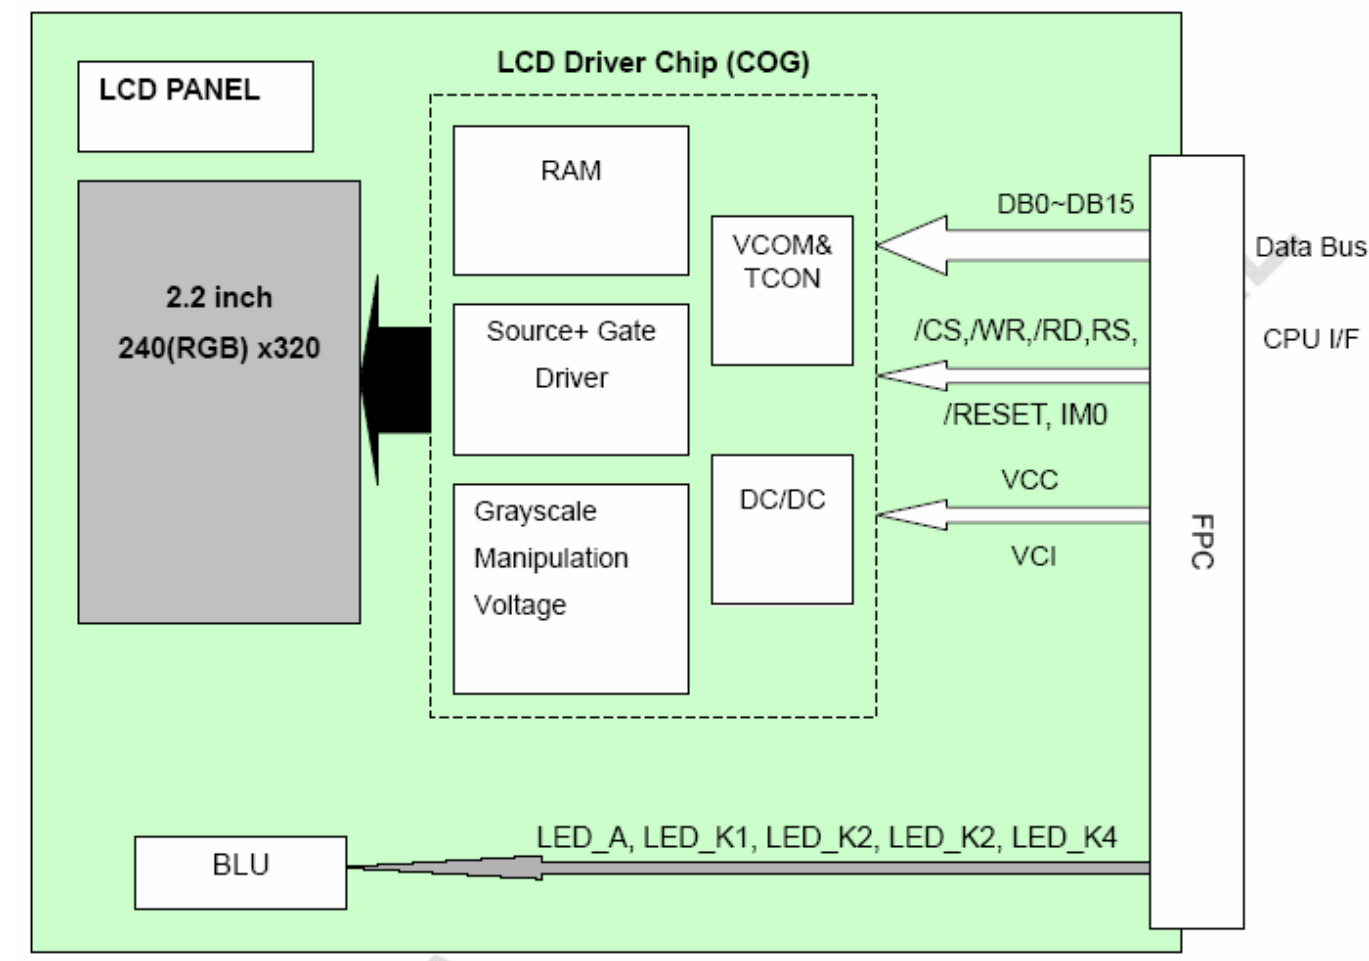 LCD Driver Chip (COG)
LCD PANEL
RAM
2.2 inch
240(RGB) x320
Source+ Gate
Driver
Grayscale
Manipulation
Voltage
VCOM&
TCON
DC/DC
DB0~DB15
/CS,/WR,/RD,RS,
/RESET, IM0
VCC
VCI
FPC
Data Bus
CPU I/F
LED_A, LED_K1, LED_K2, LED_K2, LED_K4
BLU